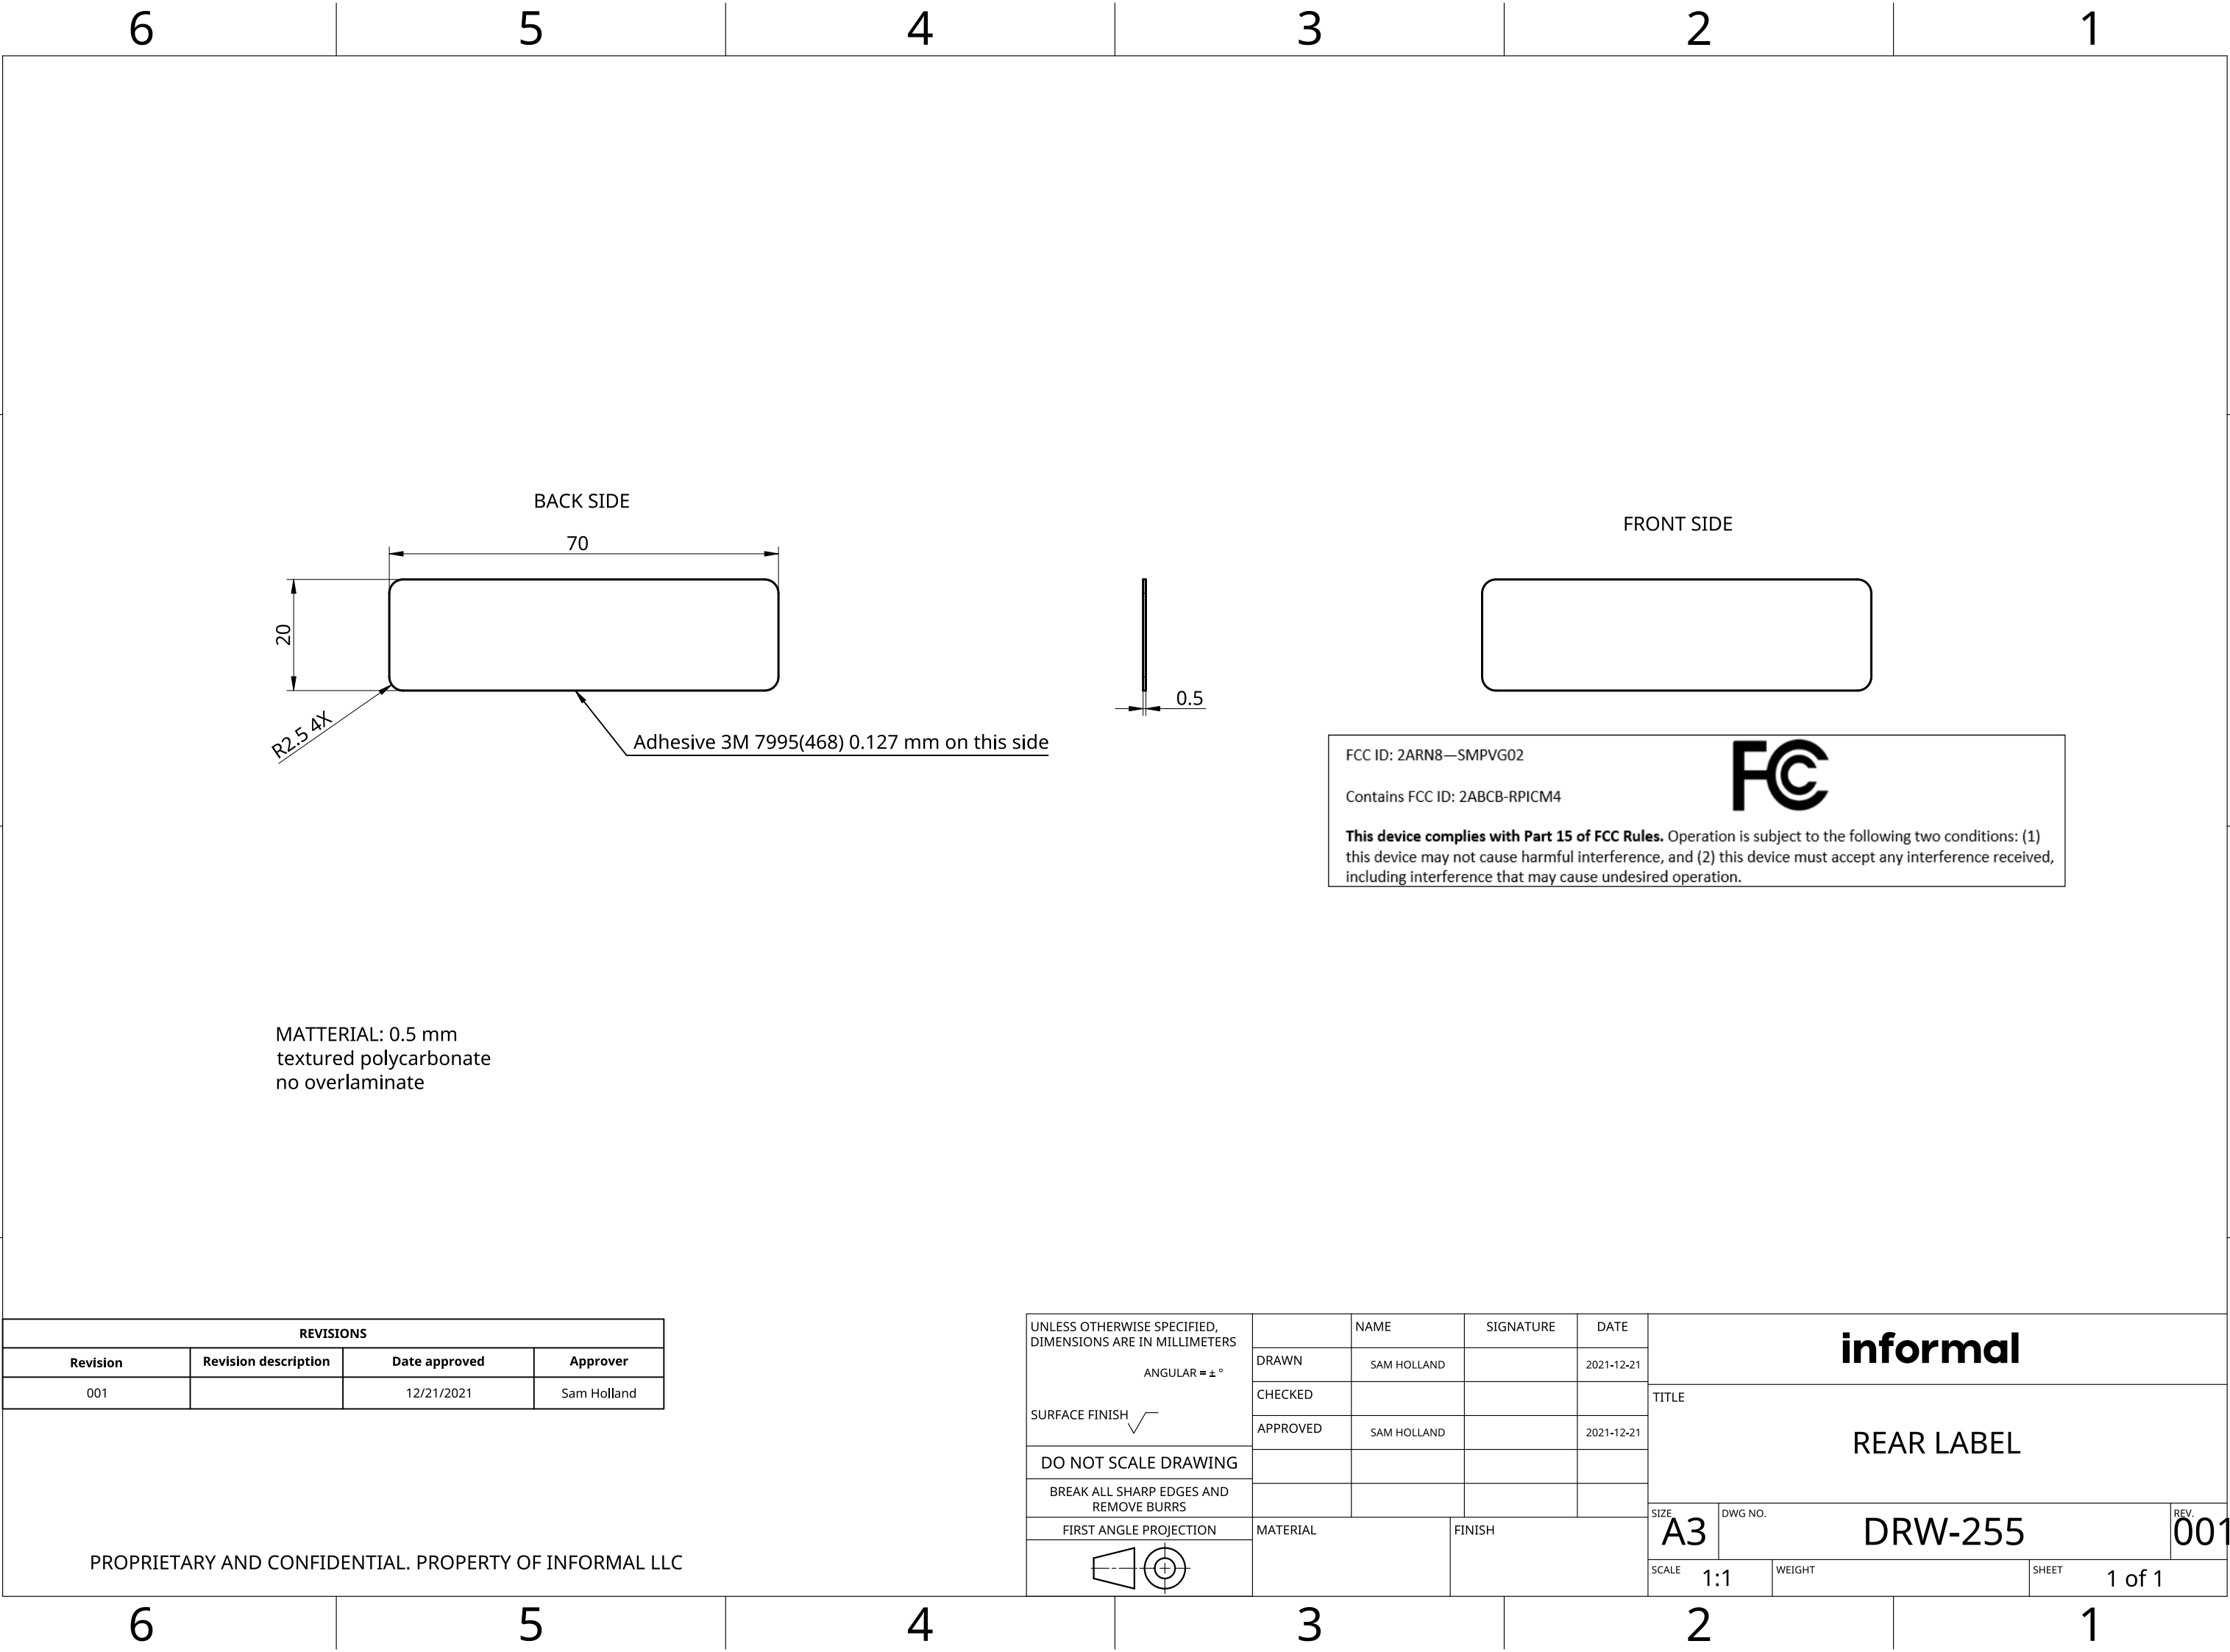 6 5 4 3 2 1
BACK SIDE
FRONT SIDE
70
20
R2.5 4X
Adhesive 3M 7995(468) 0.127 mm on this side
0.5
FCC ID: 2ARN8—SMPVG02
FC
Contains FCC ID: 2ABCB-RPICM4
This device complies with Part 15 of FCC Rules. Operation is subject to the following two conditions: (1)
this device may not cause harmful interference, and (2) this device must accept any interference received,
including interference that may cause undesired operation.
MATTERIAL: 0.5 mm
textured polycarbonate
no overlaminate
REVISIONS
Revision Revision description Date approved Approver
001 12/21/2021 Sam Holland
PROPRIETARY AND CONFIDENTIAL. PROPERTY OF INFORMAL LLC
UNLESS OTHERWISE SPECIFIED,
DIMENSIONS ARE IN MILLIMETERS
ANGULAR = ± °
SURFACE FINISH
DO NOT SCALE DRAWING
BREAK ALL SHARP EDGES AND
REMOVE BURRS
FIRST ANGLE PROJECTION
NAME SIGNATURE DATE
DRAWN SAM HOLLAND 2021-12-21
CHECKED
APPROVED SAM HOLLAND 2021-12-21
MATERIAL FINISH
informal
TITLE
REAR LABEL
SIZE A3 DWG NO. DRW-255 REV. 001
SCALE 1:1 WEIGHT SHEET 1 of 1
6 5 4 3 2 1